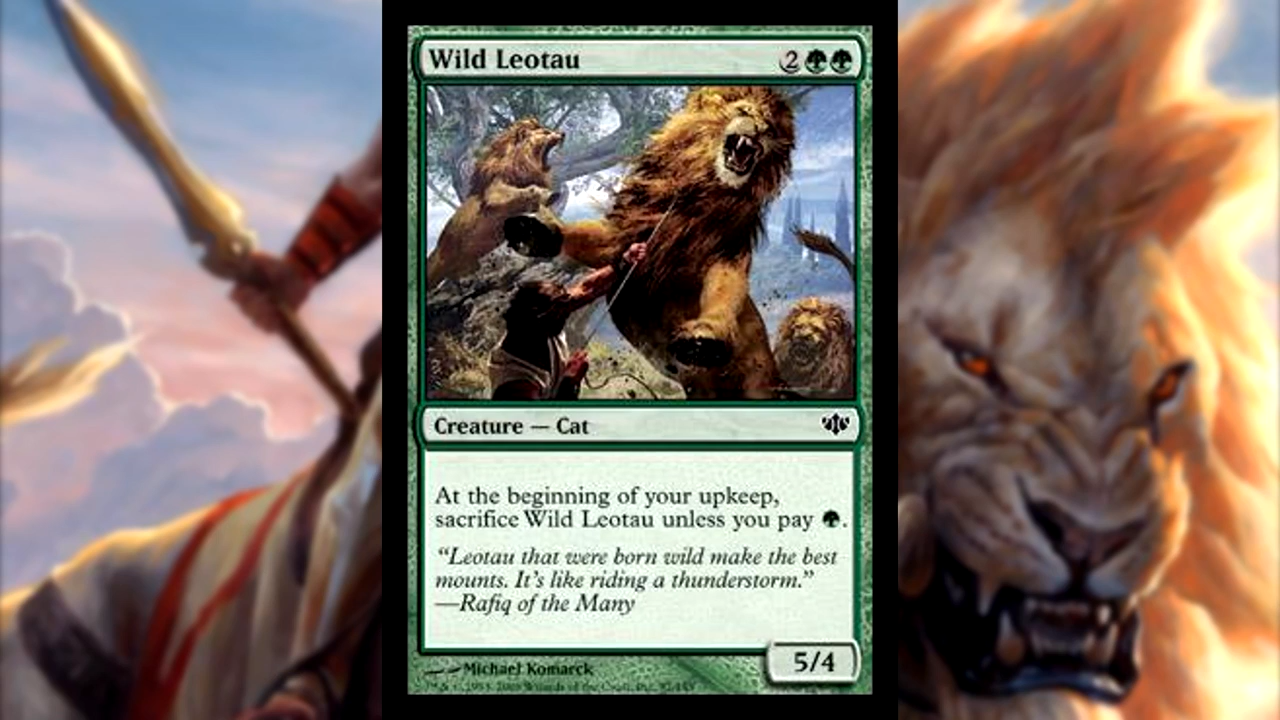 Wild Leotau 2
Creature — Cat
At the beginning of your upkeep,
sacrifice Wild Leotau unless you pay .
“Leotau that were born wild make the best
mounts. It’s like riding a thunderstorm.”
—Rafiq of the Many
5/4
Michael Komarck